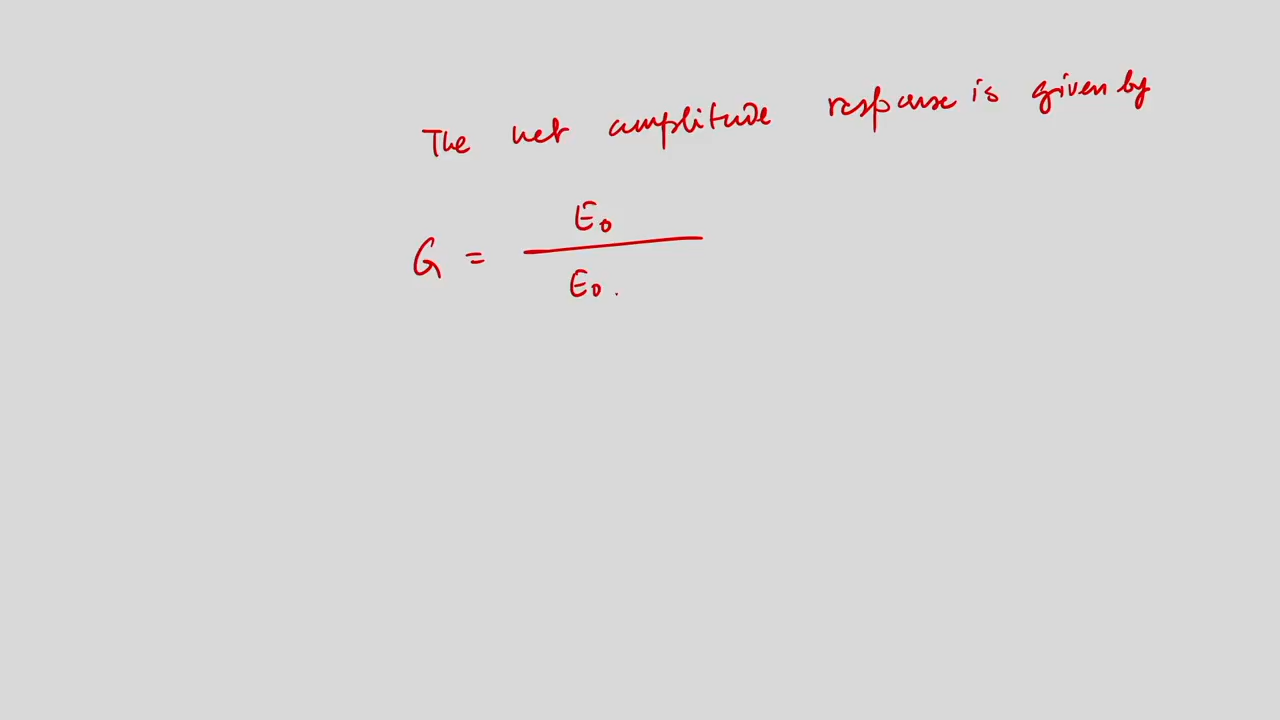 The net amplitude response is given by
G = E₀
E₀.